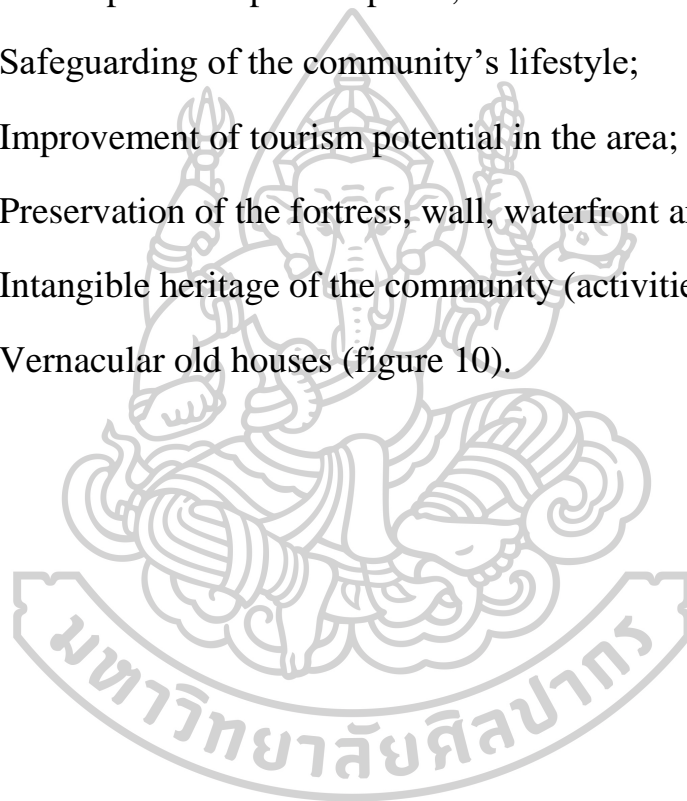 Safeguarding of the community’s lifestyle;
Improvement of tourism potential in the area;
Preservation of the fortress, wall, waterfront
Intangible heritage of the community
Vernacular old houses (figure 10).
มหาวิทยาลัยศิลปากร